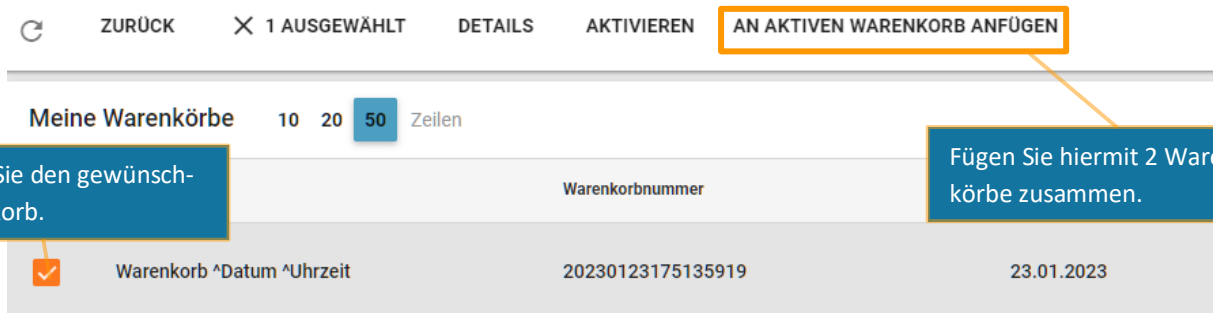 ZURÜCK 1 AUSGEWÄHLT DETAILS AKTIVIEREN AN AKTIVEN WARENKORB ANFÜGEN
Meine Warenkörbe 10 20 50 Zeilen
Sie den gewünsch-
orb.
Fügen Sie hiermit 2 Ware
körbe zusammen.
Warenkorbnummer
Warenkorb ^Datum ^Uhrzeit 20230123175135919 23.01.2023